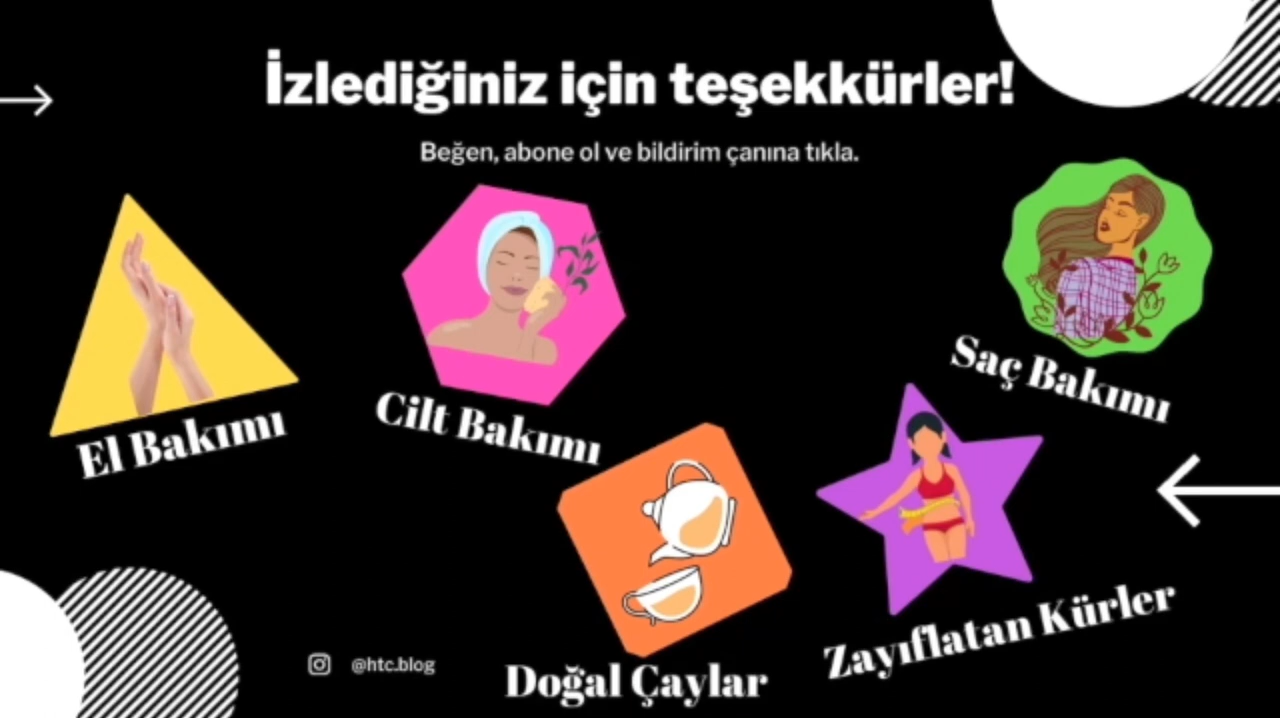 İzlediğiniz için teşekkürler!
Beğen, abone ol ve bildirim çanına tıkla.
El Bakımı
Cilt Bakımı
Saç Bakımı
Doğal Çaylar
Zayıflatan Kürler
@htc.blog